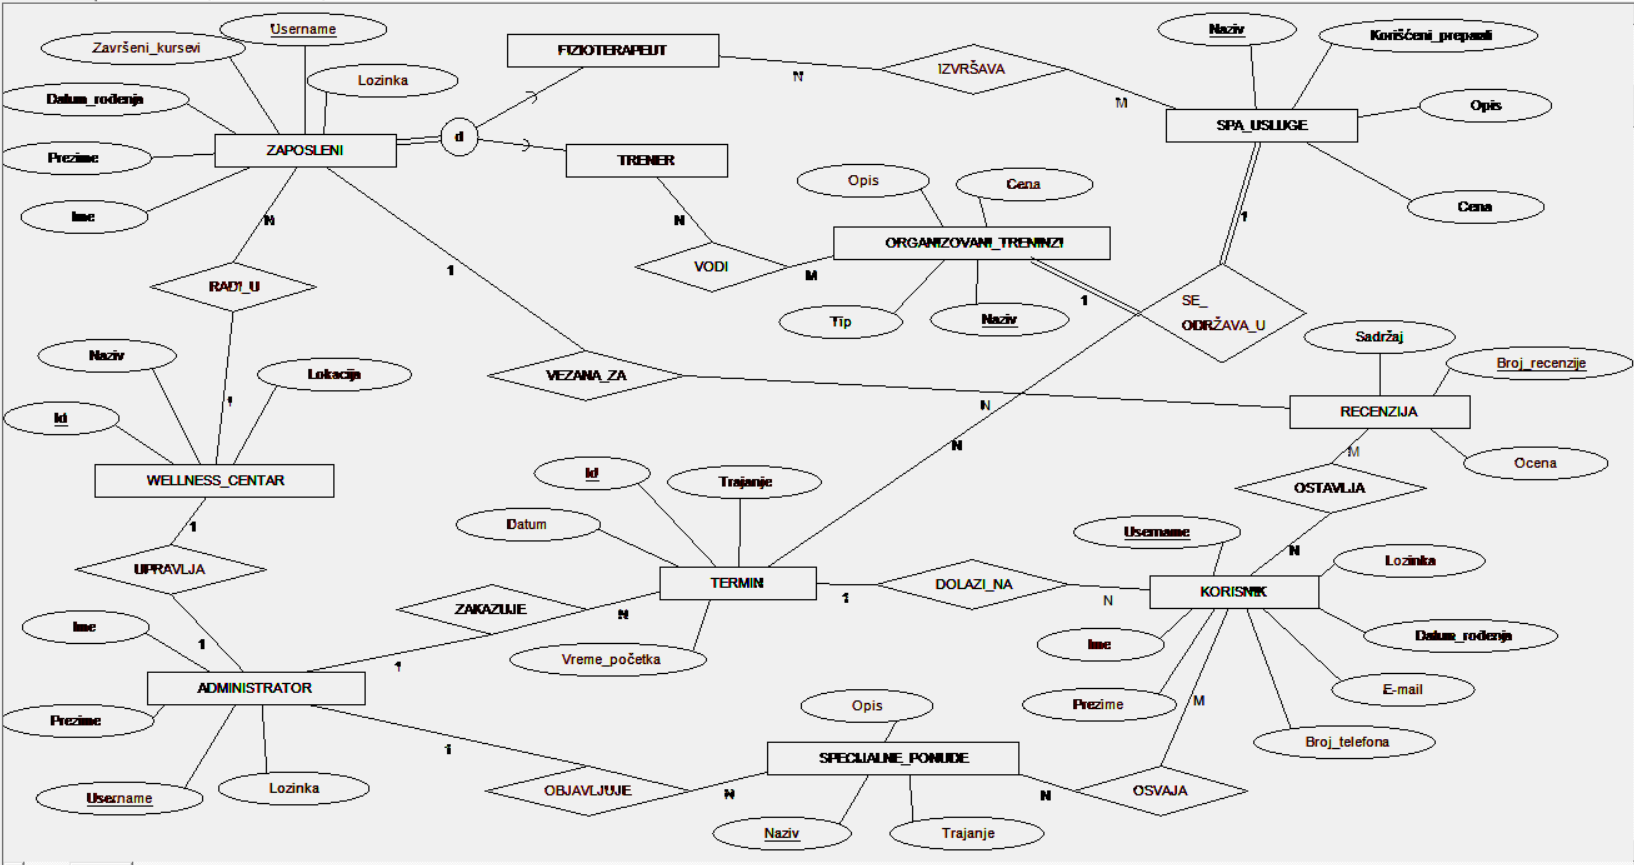 Username
Završeni_kursevi
FIZIOTERAPEUT
Naziv
Korišćeni_preparati
Lozinka
IZVRŠAVA
N
M
Datum_rođenja
Opis
d
SPA_USLUGE
ZAPOSLENI
TRENER
Prezime
Opis
Cena
Cena
Ime
N
N
1
ORGANIZOVANI_TRENINZI
VODI
M
1
RADI_U
1
SE_
ODRŽAVA_U
Tip
Naziv
Sadržaj
Naziv
Lokacija
VEZANA_ZA
Broj_recenzije
1
N
RECENZIJA
Id
N
M
Ocena
WELLNESS_CENTAR
Id
Trajanje
OSTAVLJA
1
Datum
Username
N
Lozinka
UPRAVLJA
TERMIN
DOLAZI_NA
KORISNIK
1
N
ZAKAZUJE
N
Ime
1
Vreme_početka
1
Ime
Datum_rođenja
ADMINISTRATOR
E-mail
Prezime
Opis
Prezime
M
Broj_telefona
1
SPECIJALNE_PONUDE
Username
Lozinka
OBJAVLJUJE
N
N
OSVAJA
Naziv
Trajanje